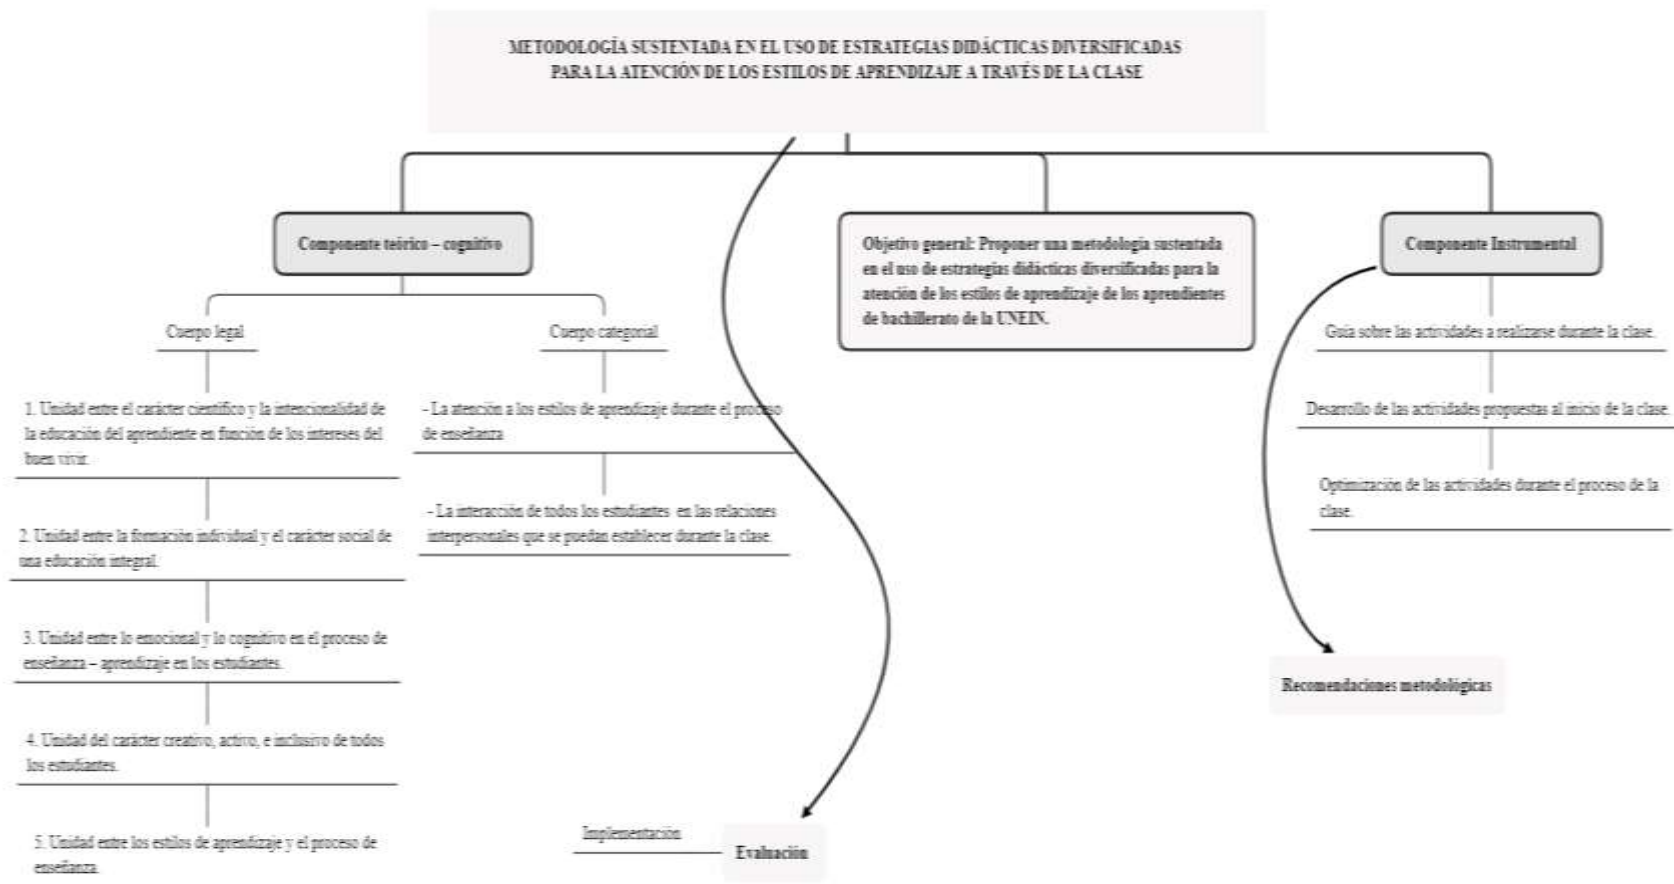 METODOLOGÍA SUSTENTADA EN EL USO DE ESTRATEGIAS DIDÁCTICAS DIVERSIFICADAS
PARA LA ATENCIÓN DE LOS ESTILOS DE APRENDIZAJE A TRAVÉS DE LA CLASE
Componente teórico – cognitivo
Objetivo general: Proponer una metodología sustentada
en el uso de estrategias didácticas diversificadas para la
atención de los estilos de aprendizaje de los aprendientes
de bachillerato de la UNEIN.
Componente Instrumental
Cuerpo legal
1. Unidad entre el carácter científico y la intencionalidad de
la educación del aprendiente en función de los intereses del
buen vivir.
2. Unidad entre la formación individual y el carácter social de
una educación integral.
3. Unidad entre lo emocional y lo cognitivo en el proceso de
enseñanza – aprendizaje en los estudiantes.
4. Unidad del carácter creativo, activo, e inclusivo de todos
los estudiantes.
5. Unidad entre los estilos de aprendizaje y el proceso de
enseñanza.
Cuerpo categorial
- La atención a los estilos de aprendizaje durante el proceso
de enseñanza
- La interacción de todos los estudiantes en las relaciones
interpersonales que se puedan establecer durante la clase.
Guía sobre las actividades a realizarse durante la clase.
Desarrollo de las actividades propuestas al inicio de la clase.
Optimización de las actividades durante el proceso de la
clase.
Recomendaciones metodológicas
Implementación
Evaluación